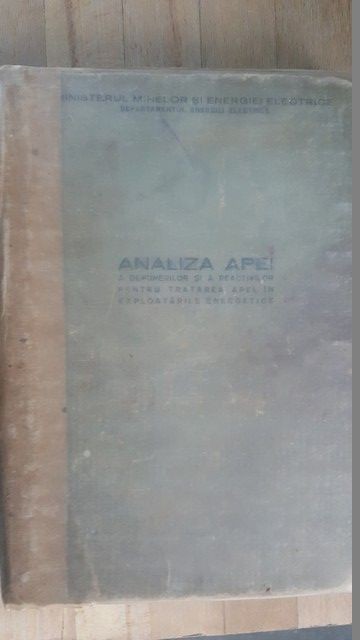 MINISTERUL MINELOR ȘI ENERGIEI ELECTRICE
DEPARTAMENTUL ENERGIEI ELECTRICE
ANALIZA APEI
A DEPUNERILOR ȘI A REACTIVILOR
PENTRU TRATAREA APEI ÎN
EXPLOATĂRILE ENERGETICE